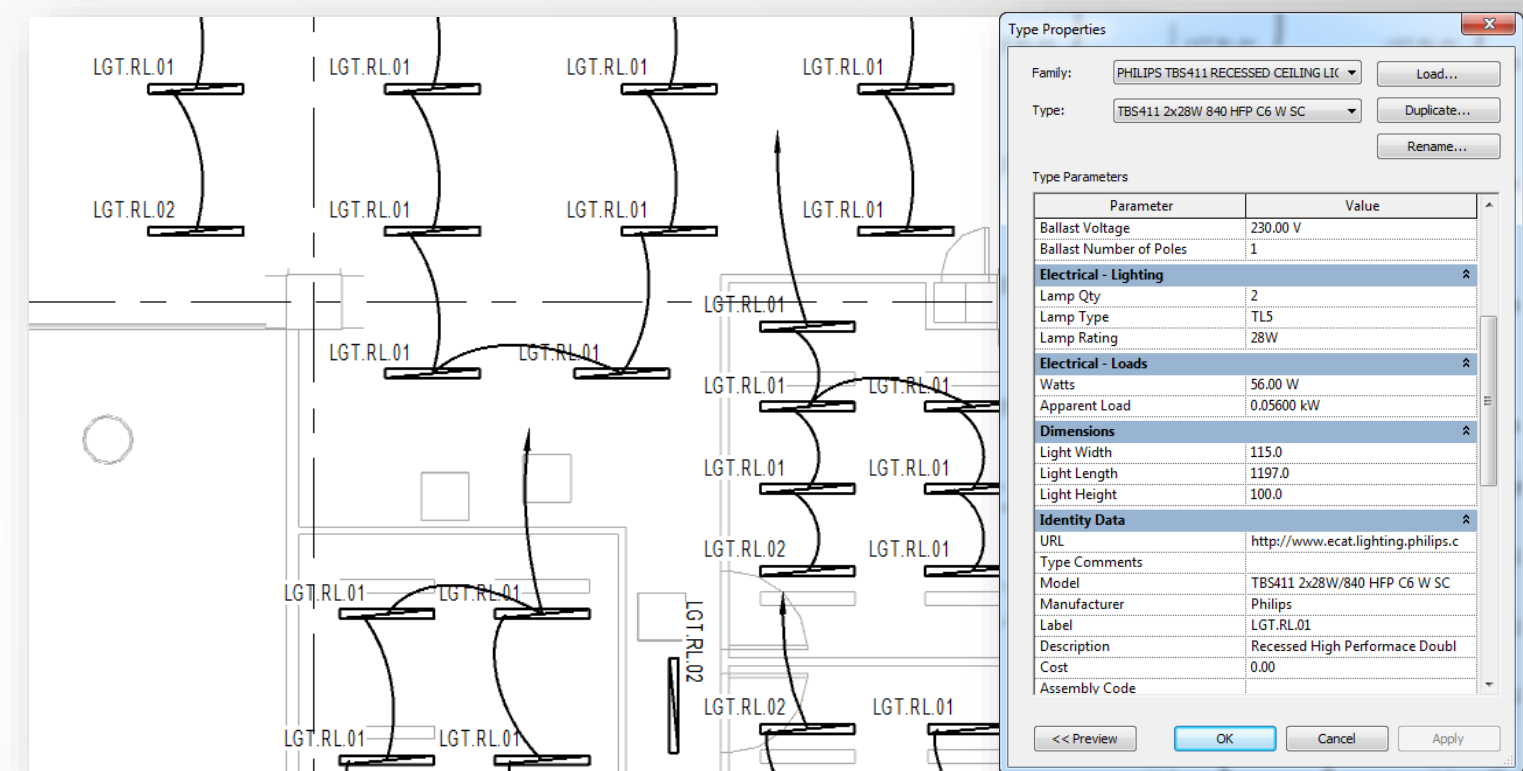 LGT.RL.01 LGT.RL.01 LGT.RL.01 LGT.RL.01
LGT.RL.02 LGT.RL.01 LGT.RL.01 LGT.RL.01
LGT.RL.01
LGT.RL.01 LGT.RL.01
LGT.RL.01 LGT.RL.01
LGT.RL.01 LGT.RL.01
LGT.RL.02 LGT.RL.01
LGT.RL.01 LGT.RL.01
LGT.RL.02
LGT.RL.02 LGT.RL.01
LGT.RL.01 LGT.RL.01
Type Properties
Family: PHILIPS TBS411 RECESSED CEILING LI( Load...
Type: TBS411 2x28W 840 HFP C6 W SC Duplicate...
Rename...
Type Parameters
Parameter Value
Ballast Voltage 230.00 V
Ballast Number of Poles 1
Electrical - Lighting
Lamp Qty 2
Lamp Type TL5
Lamp Rating 28W
Electrical - Loads
Watts 56.00 W
Apparent Load 0.05600 kW
Dimensions
Light Width 115.0
Light Length 1197.0
Light Height 100.0
Identity Data
URL http://www.ecat.lighting.philips.c
Type Comments
Model TBS411 2x28W/840 HFP C6 W SC
Manufacturer Philips
Label LGT.RL.01
Description Recessed High Performace Doubl
Cost 0.00
Assembly Code
<< Preview OK Cancel Apply